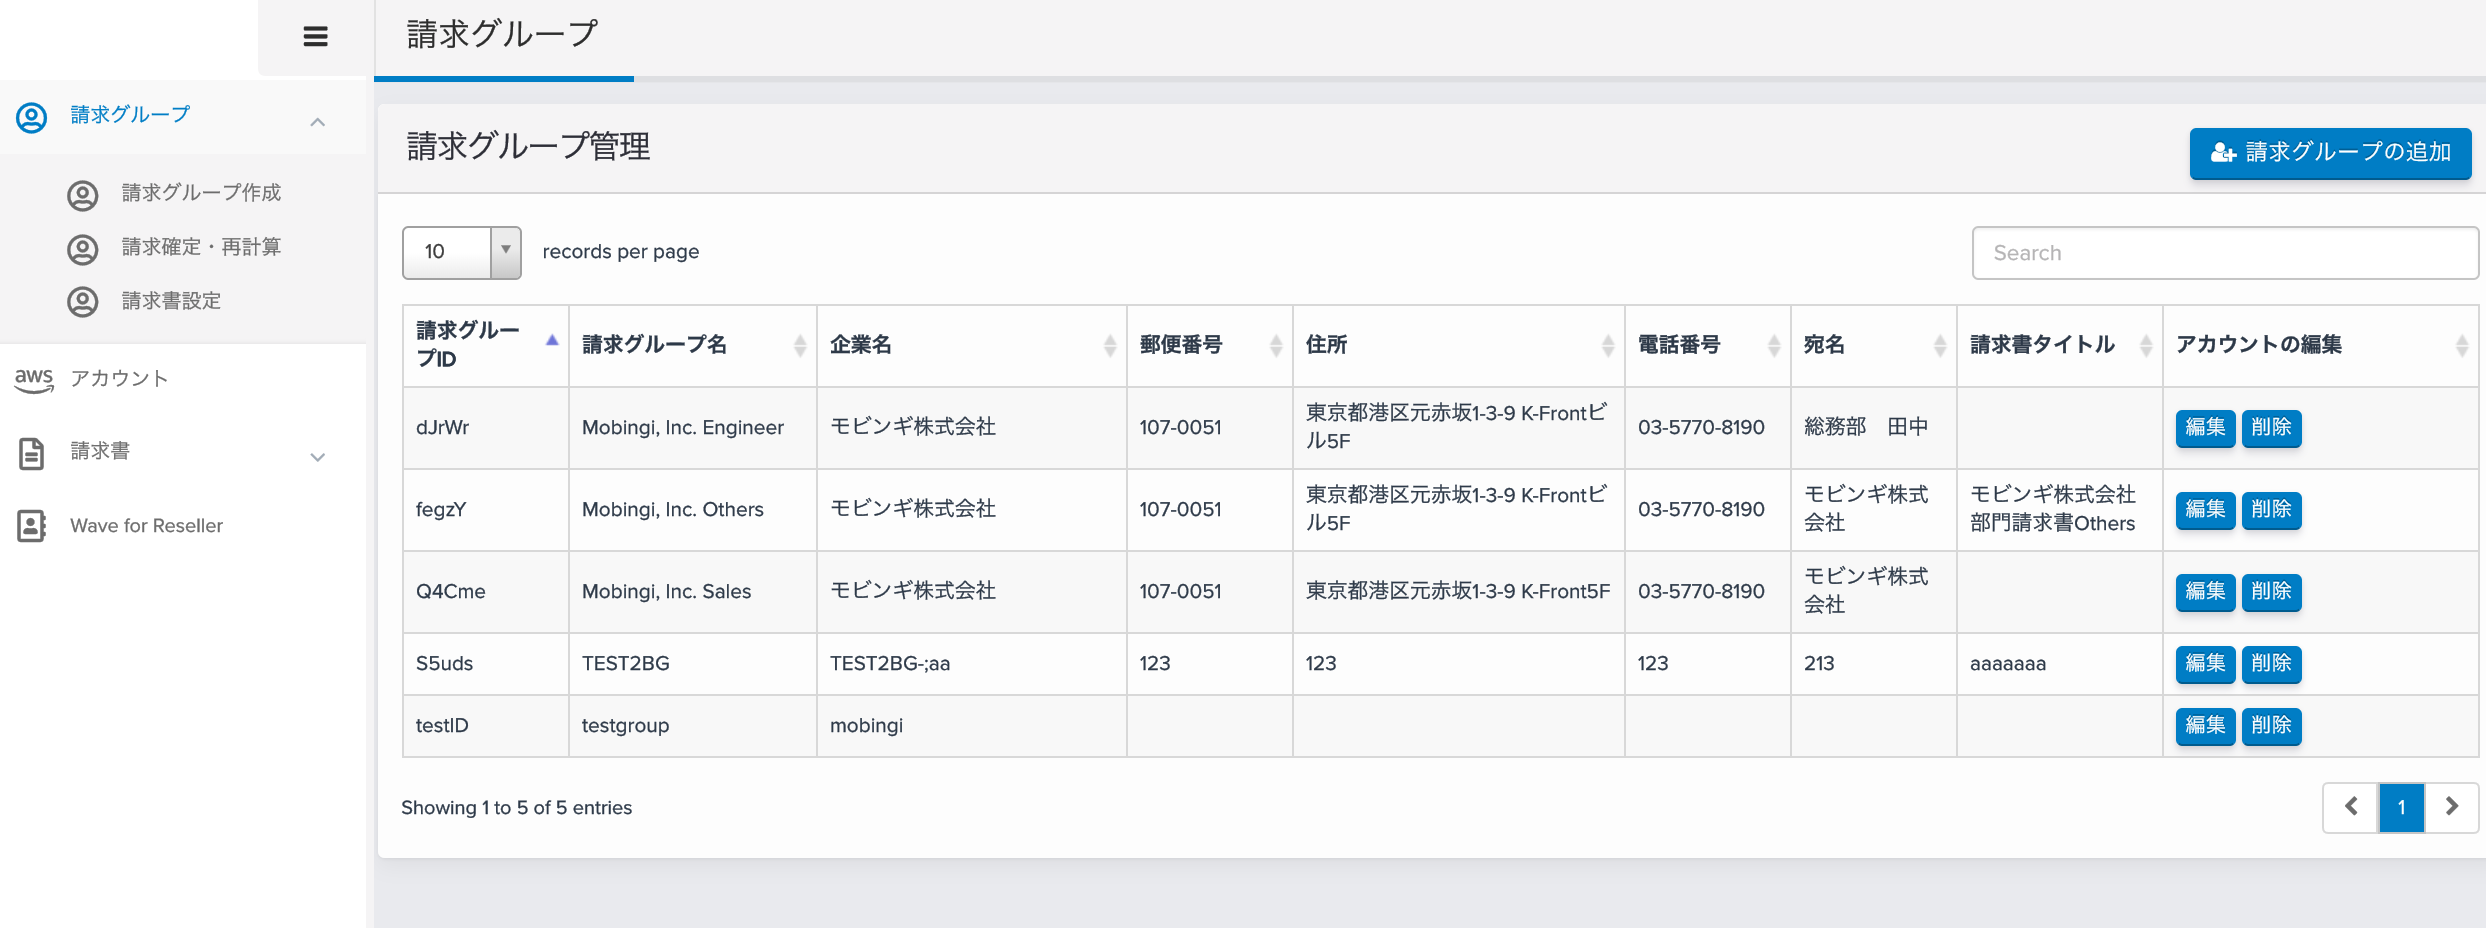 請求グループ
請求グループ
請求グループ作成
請求確定・再計算
請求書設定
aws アカウント
請求書
Wave for Reseller
請求グループ管理
請求グループの追加
10 records per page
Search
請求グルー
プID
請求グループ名
企業名
郵便番号
住所
電話番号
宛名
請求書タイトル
アカウントの編集
dJrWr
Mobingi, Inc. Engineer
モビンギ株式会社
107-0051
東京都港区元赤坂1-3-9 K-Frontビ
ル5F
03-5770-8190
総務部　田中
編集 削除
fegzY
Mobingi, Inc. Others
モビンギ株式会社
107-0051
東京都港区元赤坂1-3-9 K-Frontビ
ル5F
03-5770-8190
モビンギ株式
会社
モビンギ株式会社
部門請求書Others
編集 削除
Q4Cme
Mobingi, Inc. Sales
モビンギ株式会社
107-0051
東京都港区元赤坂1-3-9 K-Front5F
03-5770-8190
モビンギ株式
会社
編集 削除
S5uds
TEST2BG
TEST2BG-;aa
123
123
123
213
aaaaaaa
編集 削除
testID
testgroup
mobingi
編集 削除
Showing 1 to 5 of 5 entries
1